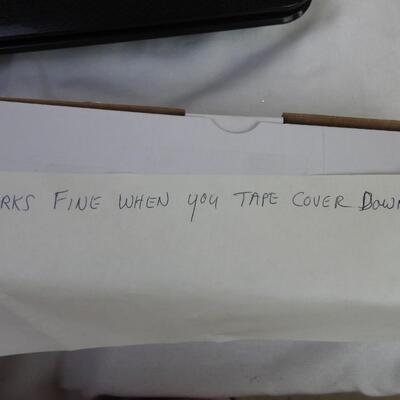 RKS FINE WHEN YOU TAPE COVER DOWN